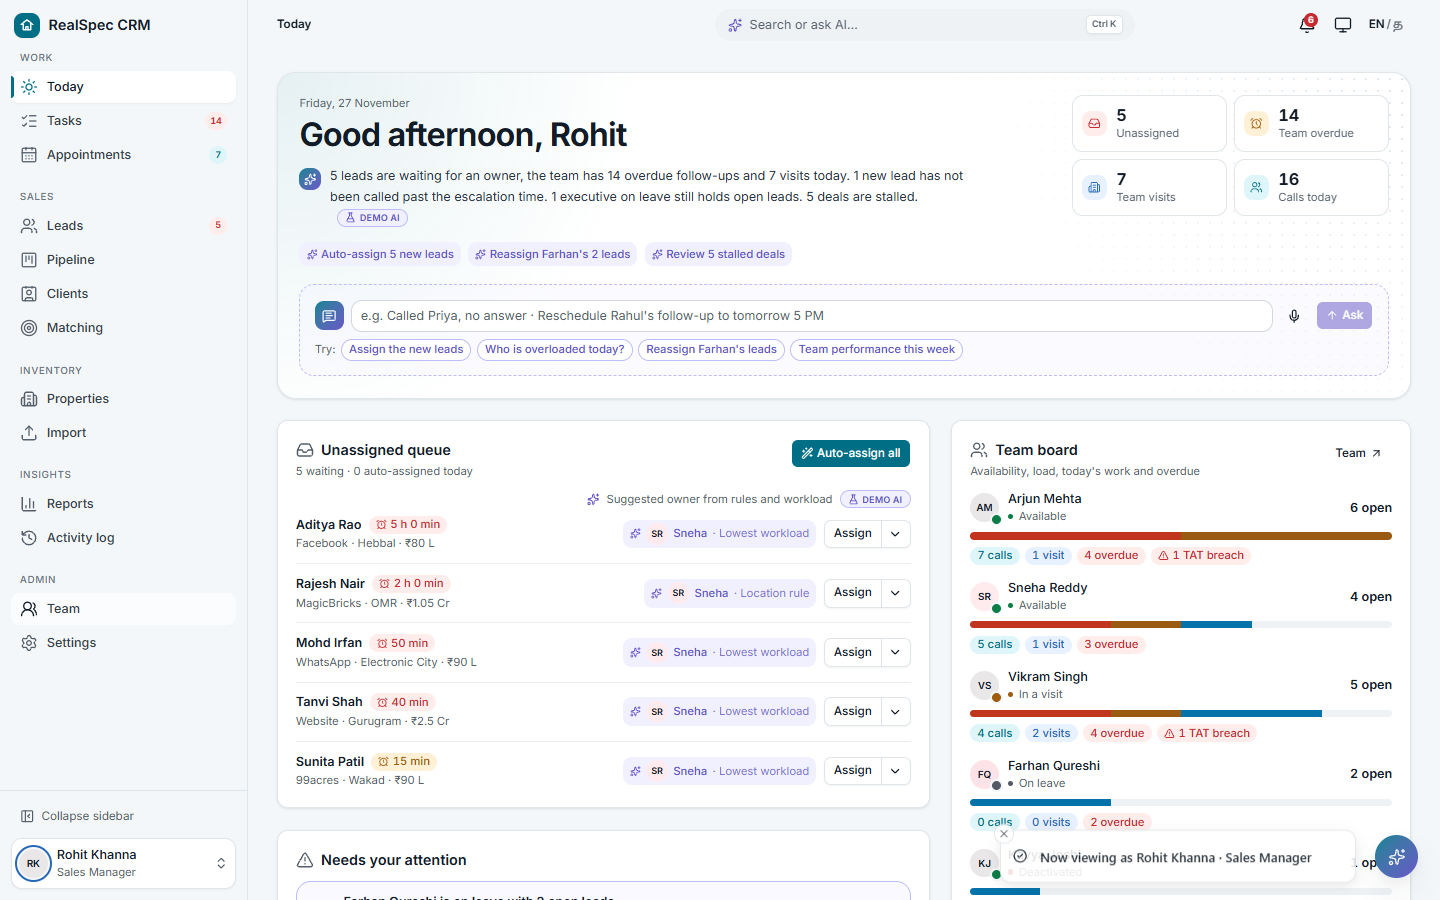 RealSpec CRM
WORK
Today
Tasks
14
Appointments
7
SALES
Leads
5
Pipeline
Clients
Matching
INVENTORY
Properties
Import
INSIGHTS
Reports
Activity log
ADMIN
Team
Settings
Collapse sidebar
RK
Rohit Khanna
Sales Manager
Today
Search or ask AI...
Ctrl K
6
EN / த
Friday, 27 November
Good afternoon, Rohit
5 leads are waiting for an owner, the team has 14 overdue follow-ups and 7 visits today. 1 new lead has not
been called past the escalation time. 1 executive on leave still holds open leads. 5 deals are stalled.
DEMO AI
Auto-assign 5 new leads
Reassign Farhan's 2 leads
Review 5 stalled deals
5
Unassigned
14
Team overdue
7
Team visits
16
Calls today
e.g. Called Priya, no answer · Reschedule Rahul's follow-up to tomorrow 5 PM
Ask
Try:
Assign the new leads
Who is overloaded today?
Reassign Farhan's leads
Team performance this week
Unassigned queue
5 waiting · 0 auto-assigned today
Auto-assign all
Suggested owner from rules and workload
DEMO AI
Aditya Rao
5 h 0 min
Facebook · Hebbal · ₹80 L
SR Sneha · Lowest workload
Assign
Rajesh Nair
2 h 0 min
MagicBricks · OMR · ₹1.05 Cr
SR Sneha · Location rule
Assign
Mohd Irfan
50 min
WhatsApp · Electronic City · ₹90 L
SR Sneha · Lowest workload
Assign
Tanvi Shah
40 min
Website · Gurugram · ₹2.5 Cr
SR Sneha · Lowest workload
Assign
Sunita Patil
15 min
99acres · Wakad · ₹90 L
SR Sneha · Lowest workload
Assign
Needs your attention
Farhan Qureshi is on leave with 2 open leads
Team board
Availability, load, today's work and overdue
Team
AM
Arjun Mehta
Available
6 open
7 calls
1 visit
4 overdue
1 TAT breach
SR
Sneha Reddy
Available
4 open
5 calls
1 visit
3 overdue
VS
Vikram Singh
In a visit
5 open
4 calls
2 visits
4 overdue
1 TAT breach
FQ
Farhan Qureshi
On leave
2 open
0 calls
0 visits
2 overdue
KJ
Deactivated
Now viewing as Rohit Khanna · Sales Manager